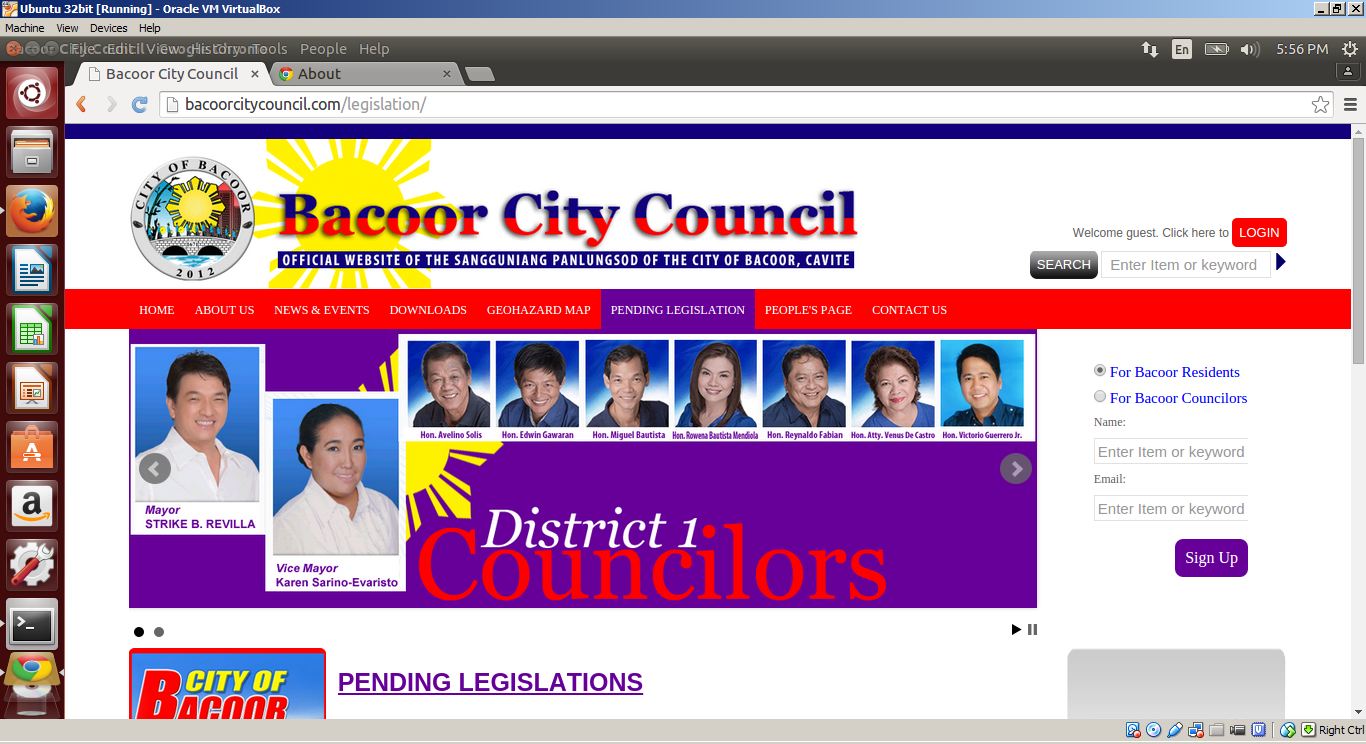 Ubuntu 32bit [Running] - Oracle VM VirtualBox
Machine View Devices Help
File Edit View History Tools People Help
En 5:56 PM
Bacoor City Council
About
bacoorcitycouncil.com/legislation/
CITY OF BACOOR
2012
Bacoor City Council
OFFICIAL WEBSITE OF THE SANGGUNIANG PANLUNGSOD OF THE CITY OF BACOOR, CAVITE
Welcome guest. Click here to LOGIN
SEARCH Enter Item or keyword
HOME ABOUT US NEWS & EVENTS DOWNLOADS GEOHAZARD MAP PENDING LEGISLATION PEOPLE'S PAGE CONTACT US
Hon. Avelino Solis Hon. Edwin Gawaran Hon. Miguel Bautista Hon. Rowena Bautista Mendiola Hon. Reynaldo Fabian Hon. Atty. Venus De Castro Hon. Victorio Guerrero Jr.
Mayor
STRIKE B. REVILLA
Vice Mayor
Karen Sarino-Evaristo
District 1
Councilors
For Bacoor Residents
For Bacoor Councilors
Name:
Enter Item or keyword
Email:
Enter Item or keyword
Sign Up
CITY OF
BACOOR
PENDING LEGISLATIONS
Right Ctrl